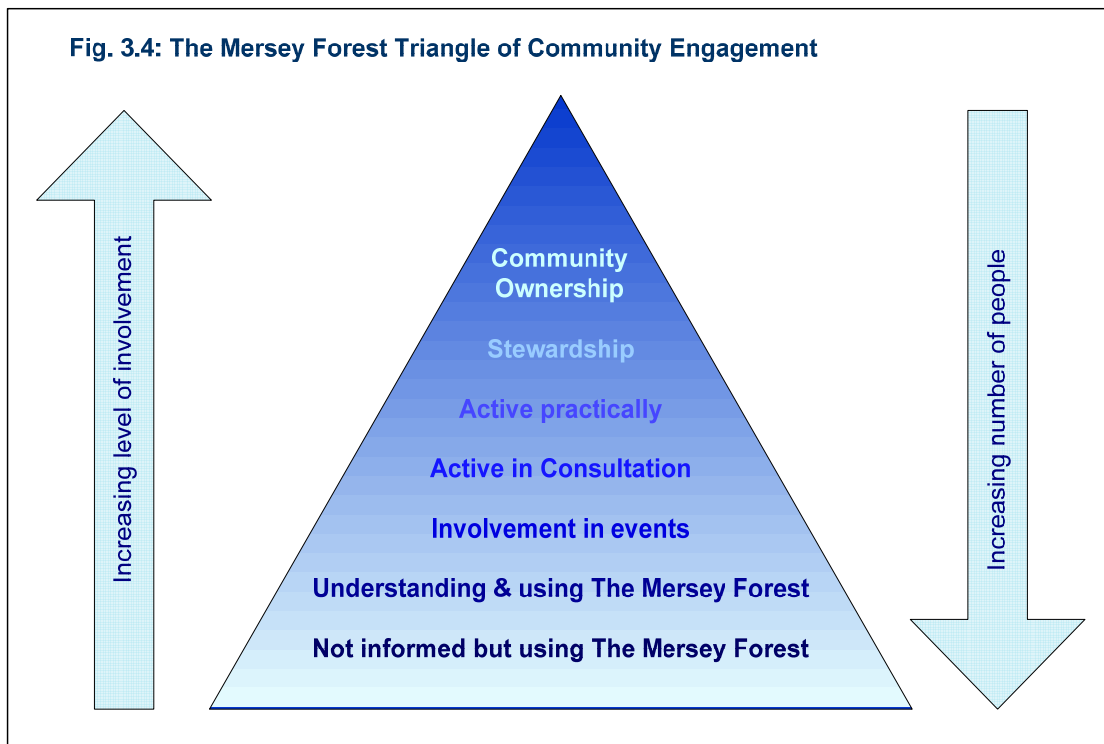 Fig. 3.4: The Mersey Forest Triangle of Community Engagement
Increasing level of involvement
Community
Ownership
Stewardship
Active practically
Active in Consultation
Involvement in events
Understanding & using The Mersey Forest
Not informed but using The Mersey Forest
Increasing number of people